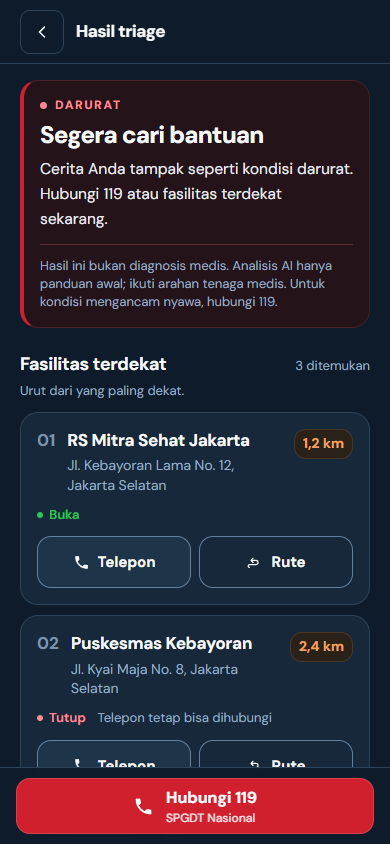 Hasil triage
DARURAT
Segera cari bantuan
Cerita Anda tampak seperti kondisi darurat.
Hubungi 119 atau fasilitas terdekat
sekarang.
Hasil ini bukan diagnosis medis. Analisis AI hanya
panduan awal; ikuti arahan tenaga medis. Untuk
kondisi mengancam nyawa, hubungi 119.
Fasilitas terdekat
3 ditemukan
Urut dari yang paling dekat.
01 RS Mitra Sehat Jakarta
1,2 km
Jl. Kebayoran Lama No. 12,
Jakarta Selatan
Buka
Telepon
Rute
02 Puskesmas Kebayoran
2,4 km
Jl. Kyai Maja No. 8, Jakarta
Selatan
Tutup Telepon tetap bisa dihubungi
Telepon
Rute
Hubungi 119
SPGDT Nasional